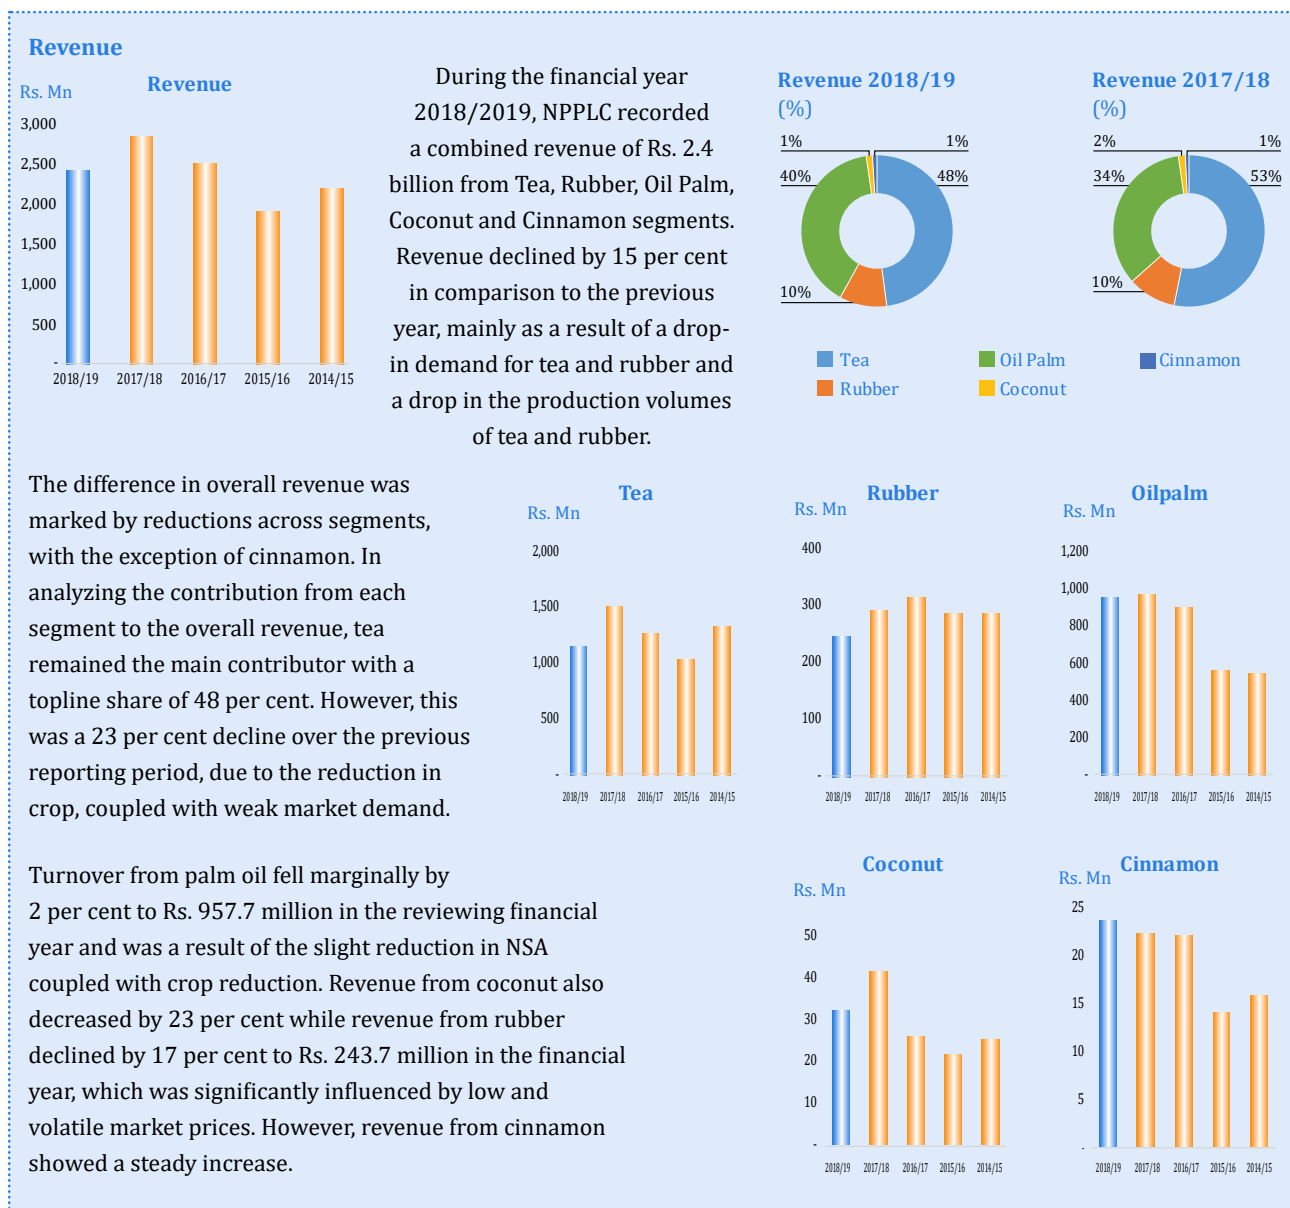 Revenue
Rs. Mn
Revenue
3,000
2,500
2,000
1,500
1,000
500
-
2018/19 2017/18 2016/17 2015/16 2014/15
During the financial year
2018/2019, NPPLC recorded
a combined revenue of Rs. 2.4
billion from Tea, Rubber, Oil Palm,
Coconut and Cinnamon segments.
Revenue declined by 15 per cent
in comparison to the previous
year, mainly as a result of a drop-
in demand for tea and rubber and
a drop in the production volumes
of tea and rubber.
Revenue 2018/19
(%)
1% 1%
40% 48%
10%
Revenue 2017/18
(%)
2% 1%
34% 53%
10%
Tea Oil Palm Cinnamon
Rubber Coconut
The difference in overall revenue was
marked by reductions across segments,
with the exception of cinnamon. In
analyzing the contribution from each
segment to the overall revenue, tea
remained the main contributor with a
topline share of 48 per cent. However, this
was a 23 per cent decline over the previous
reporting period, due to the reduction in
crop, coupled with weak market demand.
Tea
Rs. Mn
2,000
1,500
1,000
500
-
2018/19 2017/18 2016/17 2015/16 2014/15
Rubber
Rs. Mn
400
300
200
100
-
2018/19 2017/18 2016/17 2015/16 2014/15
Oilpalm
Rs. Mn
1,200
1,000
800
600
400
200
-
2018/19 2017/18 2016/17 2015/16 2014/15
Turnover from palm oil fell marginally by
2 per cent to Rs. 957.7 million in the reviewing financial
year and was a result of the slight reduction in NSA
coupled with crop reduction. Revenue from coconut also
decreased by 23 per cent while revenue from rubber
declined by 17 per cent to Rs. 243.7 million in the financial
year, which was significantly influenced by low and
volatile market prices. However, revenue from cinnamon
showed a steady increase.
Coconut
Rs. Mn
50
40
30
20
10
-
2018/19 2017/18 2016/17 2015/16 2014/15
Cinnamon
Rs. Mn
25
20
15
10
5
-
2018/19 2017/18 2016/17 2015/16 2014/15